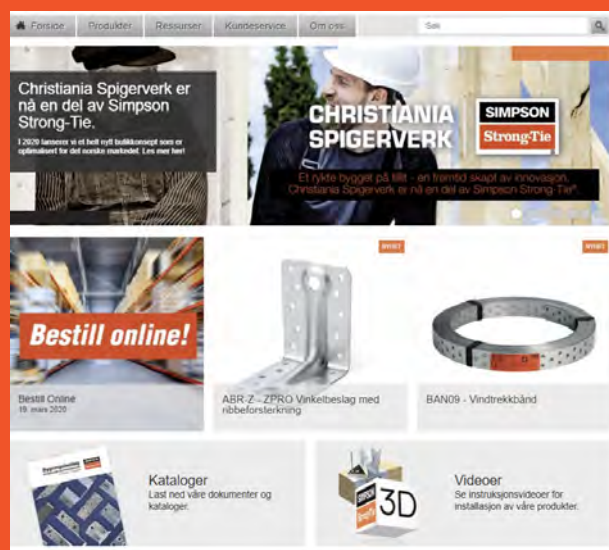 Forside Produkter Ressurser Kundeservice Om oss
Søk
Christiania Spigerverk er
nå en del av Simpson
Strong-Tie.
I 2020 lanserer vi et helt nytt butikkonsept som er
optimalisert for det norske markedet. Les mer her!
CHRISTIANIA
SPIGERVERK
SIMPSON
Strong-Tie
Et rykte bygget på tillit - en fremtid skapt av innovasjon.
Christiania Spigerverk er nå en del av Simpson Strong-Tie®.
Bestill online!
Bestill Online
19. mars 2020
NYHET
ABR-Z - ZPRO Vinkelbeslag med
ribbeforsterkning
NYHET
BAN09 - Vindtrekkbånd
Kataloger
Last ned våre dokumenter og
kataloger.
SIMPSON
Strong-Tie
3D
Videoer
Se instruksjonsvideoer for
installasjon av våre produkter.